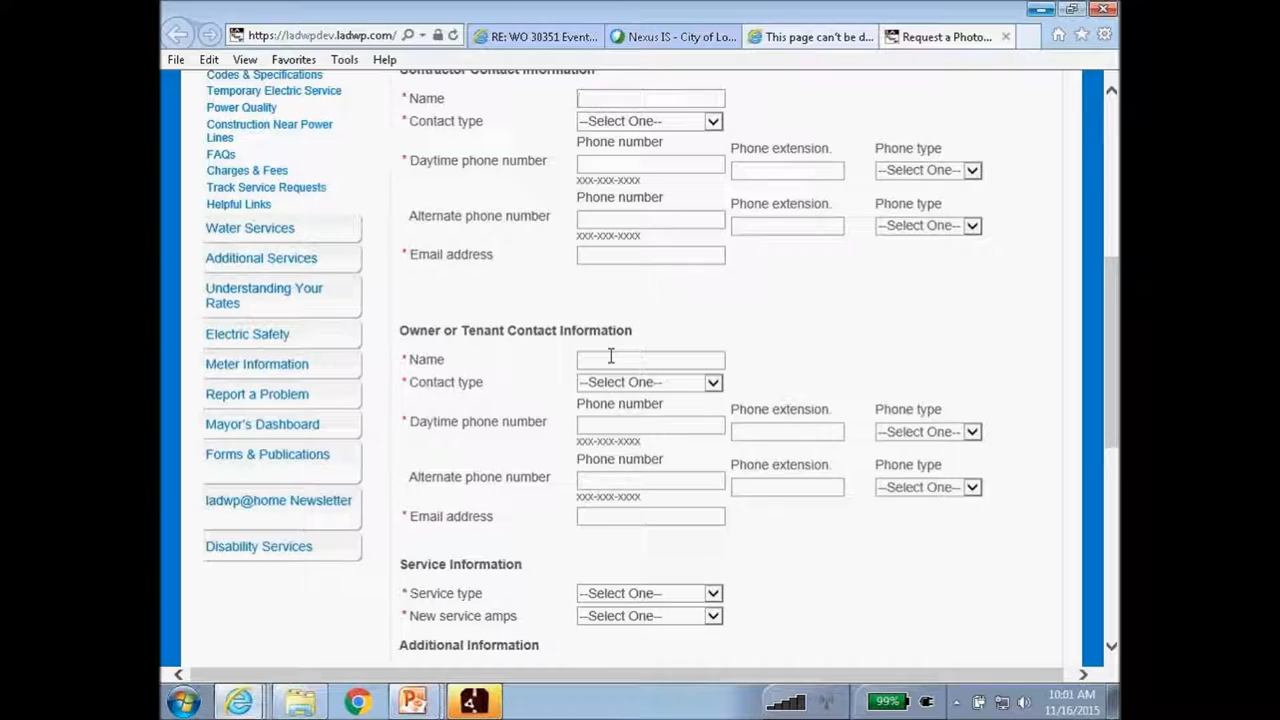 https://ladwpdev.ladwp.com/
RE: WO 30351 Event...
Nexus IS - City of Lo...
This page can't be d...
Request a Photo...
File Edit View Favorites Tools Help
Codes & Specifications
Temporary Electric Service
Power Quality
Construction Near Power
Lines
FAQs
Charges & Fees
Track Service Requests
Helpful Links
Water Services
Additional Services
Understanding Your
Rates
Electric Safety
Meter Information
Report a Problem
Mayor's Dashboard
Forms & Publications
ladwp@home Newsletter
Disability Services
Contractor Contact Information
* Name
* Contact type --Select One--
Phone number Phone extension. Phone type
* Daytime phone number --Select One--
xxx-xxx-xxxx
Phone number Phone extension. Phone type
Alternate phone number --Select One--
xxx-xxx-xxxx
* Email address
Owner or Tenant Contact Information
* Name
* Contact type --Select One--
Phone number Phone extension. Phone type
* Daytime phone number --Select One--
xxx-xxx-xxxx
Phone number Phone extension. Phone type
Alternate phone number --Select One--
xxx-xxx-xxxx
* Email address
Service Information
* Service type --Select One--
* New service amps --Select One--
Additional Information
99%
10:01 AM
11/16/2015